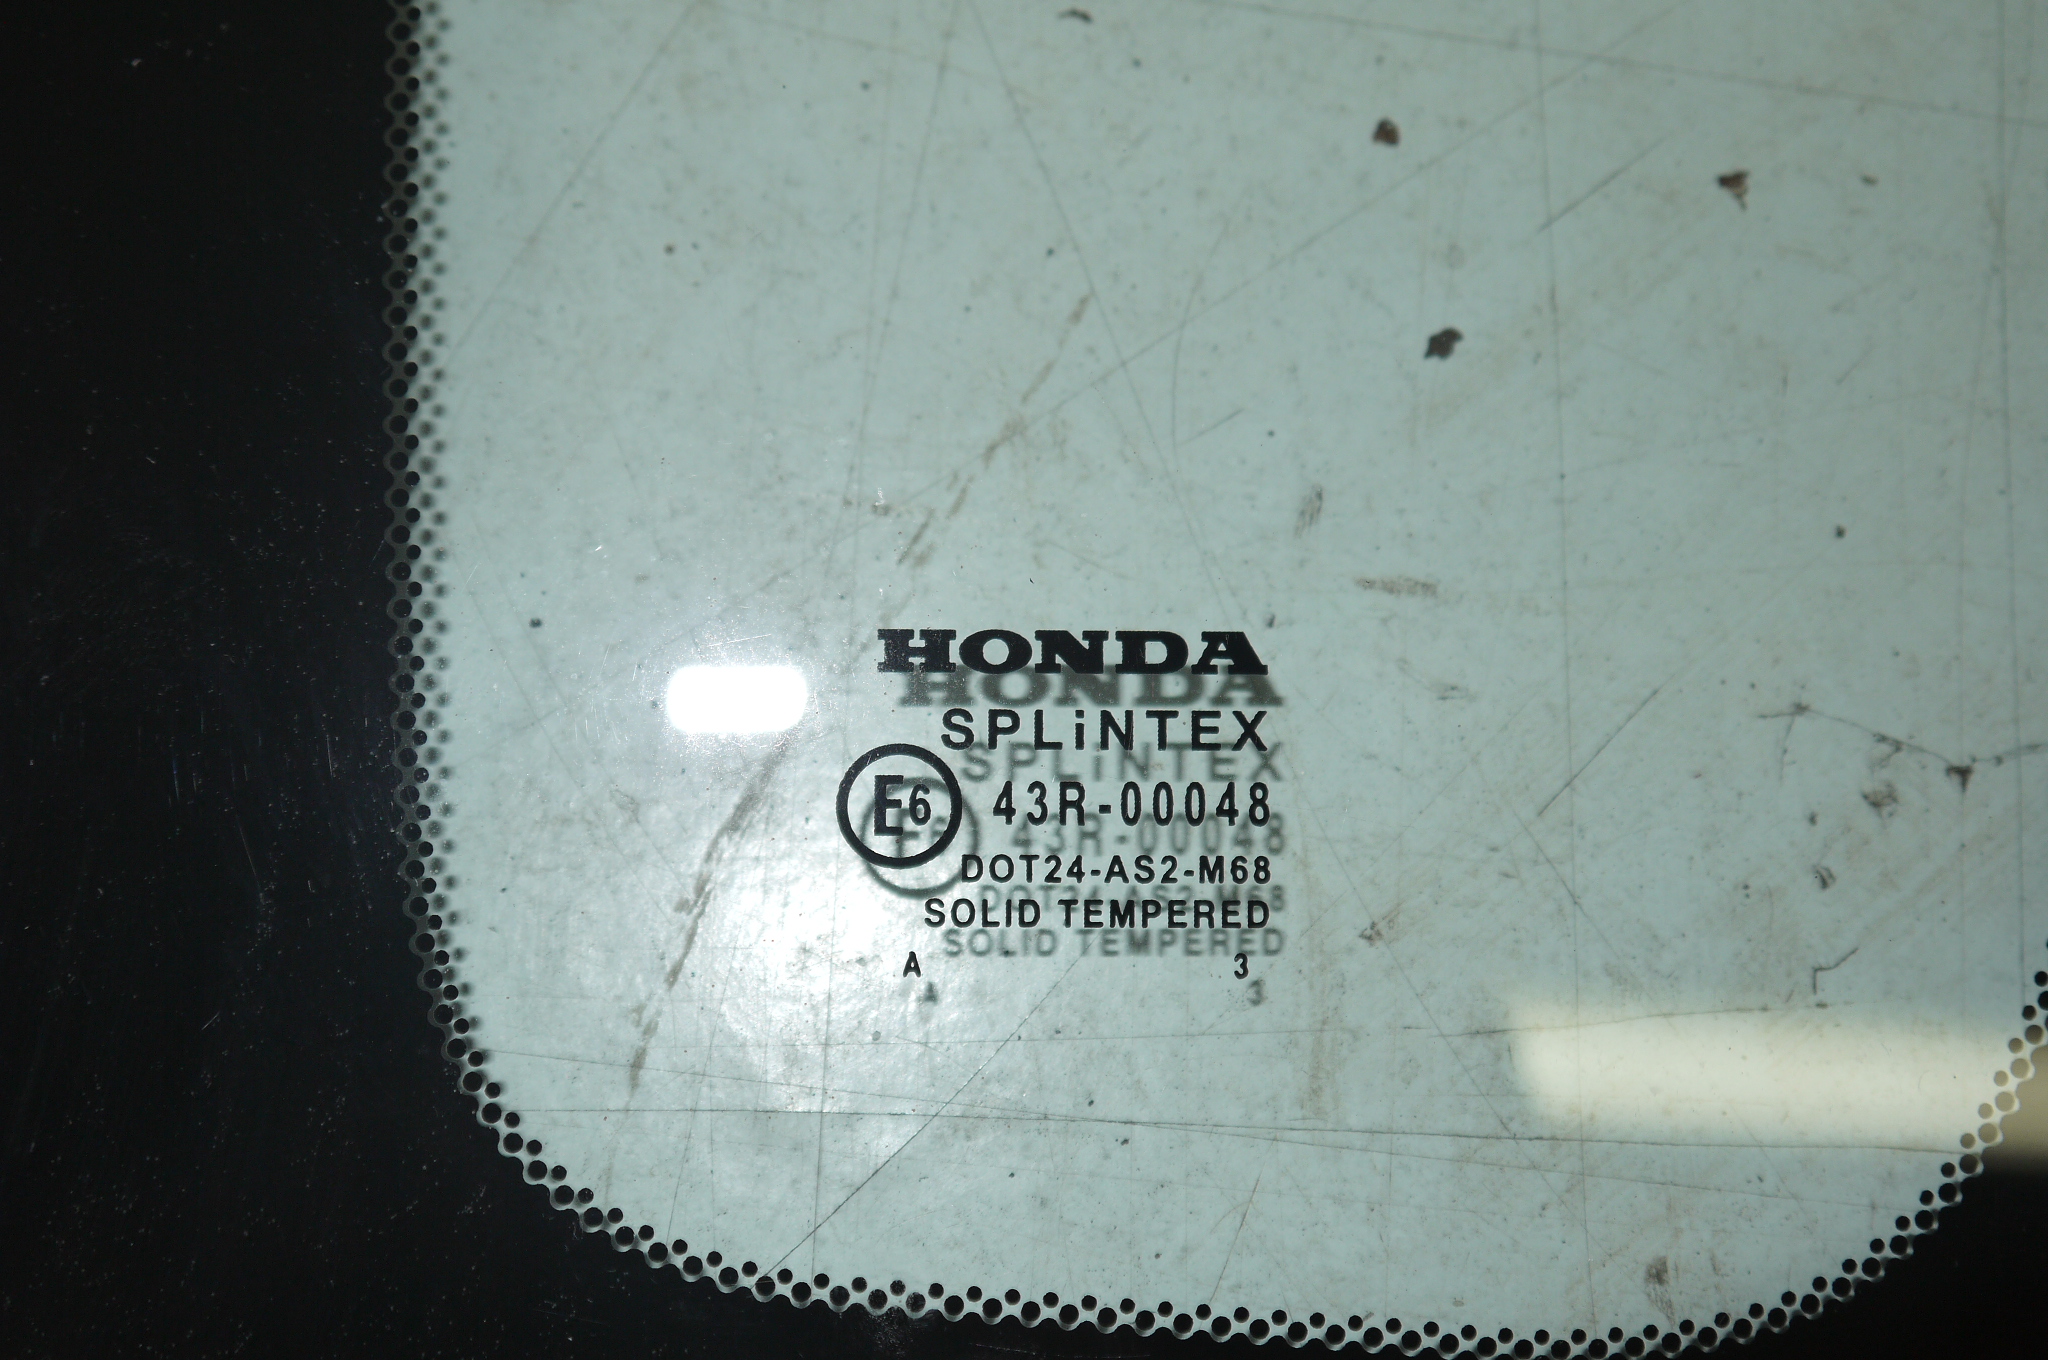 HONDA
SPLiNTEX
E6 43R-00048
DOT24-AS2-M68
SOLID TEMPERED
A 3